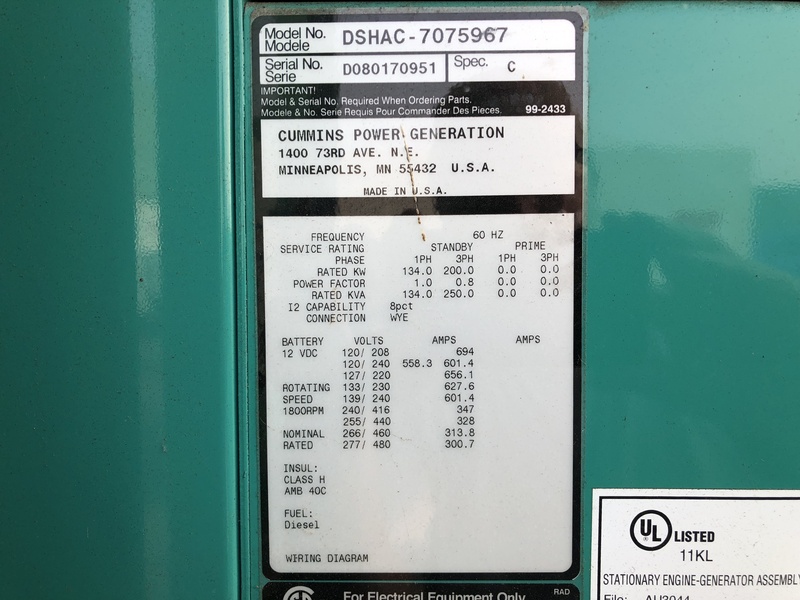 Model No.
Modele
DSHAC-7075967
Serial No.
Serie
D080170951
Spec. C
IMPORTANT!
Model & Serial No. Required When Ordering Parts.
Modele & No. Serie Requis Pour Commander Des Pieces. 99-2433
CUMMINS POWER GENERATION
1400 73RD AVE. N.E.
MINNEAPOLIS, MN 55432 U.S.A.
MADE IN U.S.A.
FREQUENCY 60 HZ
SERVICE RATING STANDBY PRIME
PHASE 1PH 3PH 1PH 3PH
RATED KW 134.0 200.0 0.0 0.0
POWER FACTOR 1.0 0.8 0.0 0.0
RATED KVA 134.0 250.0 0.0 0.0
I2 CAPABILITY 8pct
CONNECTION WYE
BATTERY VOLTS AMPS AMPS
12 VDC 120/ 208 694
120/ 240 558.3 601.4
127/ 220 656.1
ROTATING 133/ 230 627.6
SPEED 139/ 240 601.4
1800RPM 240/ 416 347
255/ 440 328
NOMINAL 266/ 460 313.8
RATED 277/ 480 300.7
INSUL:
CLASS H
AMB 40C
FUEL:
Diesel
WIRING DIAGRAM
For Electrical Equipment Only
RAD
UL LISTED
11KL
STATIONARY ENGINE-GENERATOR ASSEMBLY
File: AU3044